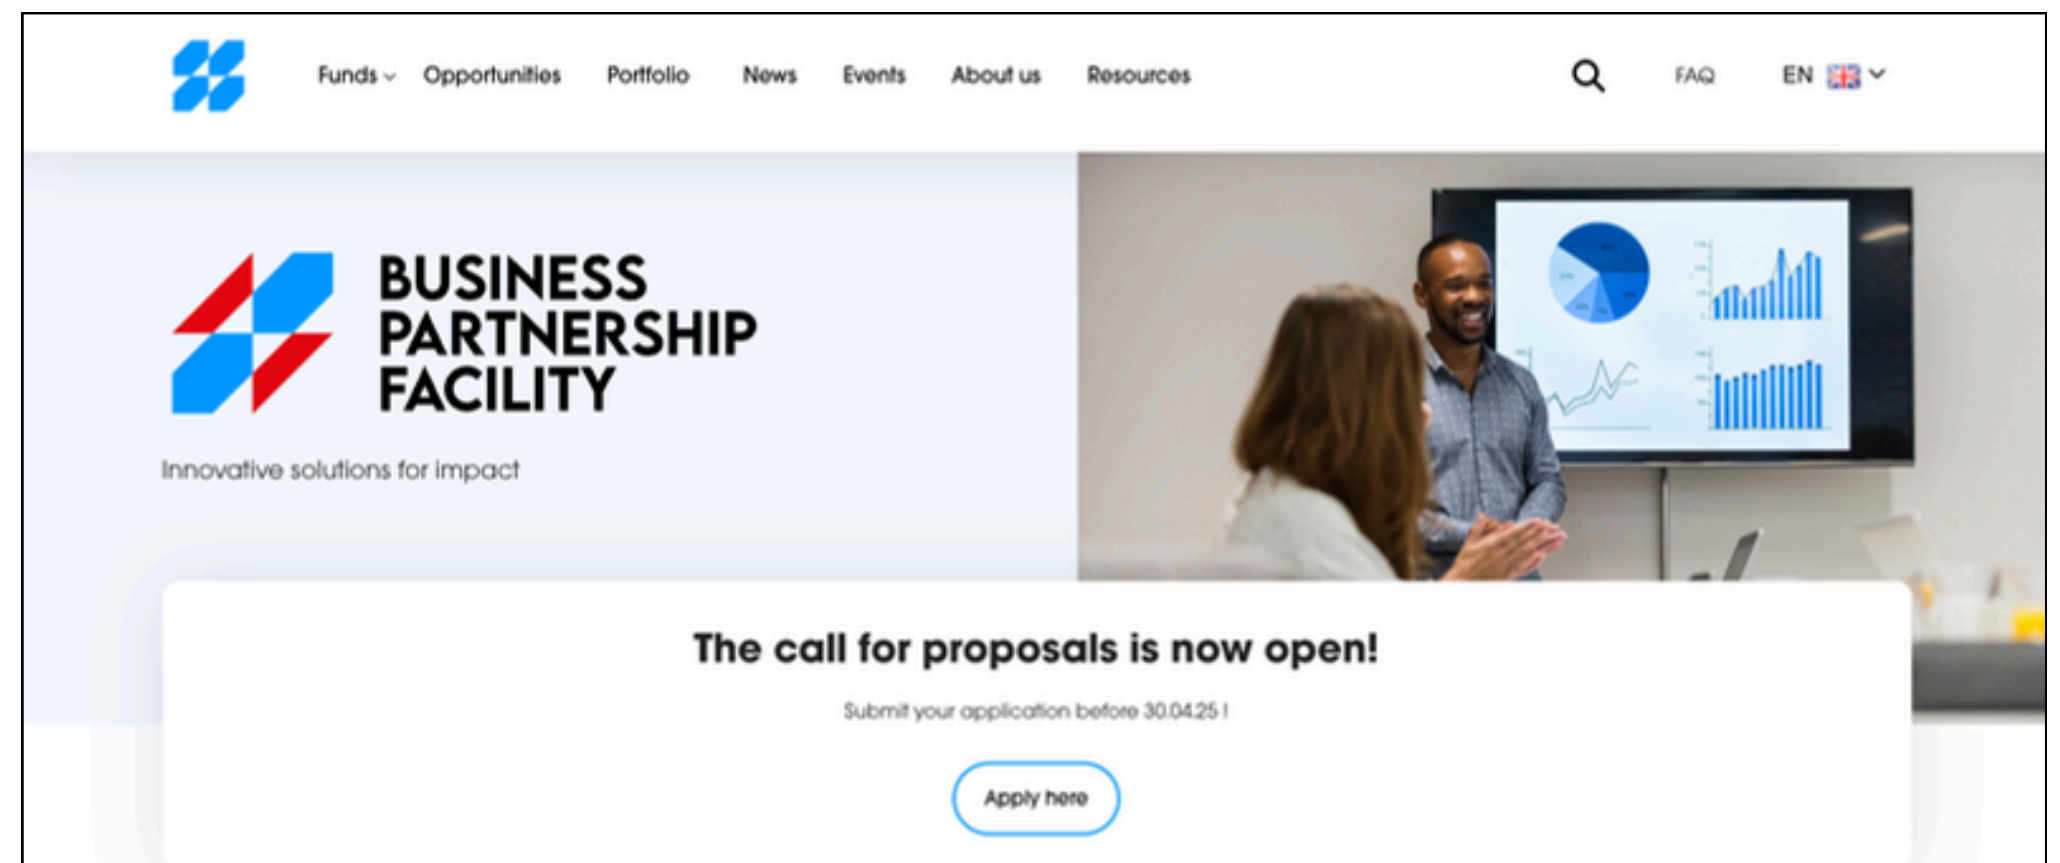 Funds
Opportunities
Portfolio
News
Events
About us
Resources
FAQ
EN
BUSINESS
PARTNERSHIP
FACILITY
Innovative solutions for impact
The call for proposals is now open!
Submit your application before 30.04.25 !
Apply here